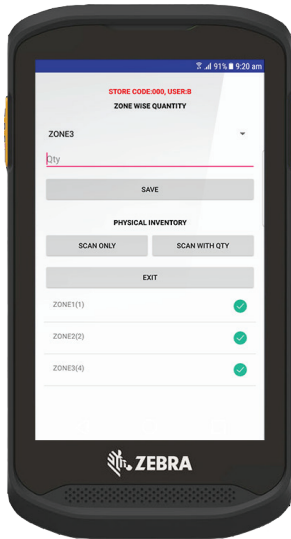 91% 9:20 am
STORE CODE:000, USER:B
ZONE WISE QUANTITY
ZONE3
Qty
SAVE
PHYSICAL INVENTORY
SCAN ONLY SCAN WITH QTY
EXIT
ZONE1(1)
ZONE2(2)
ZONE3(4)
ZEBRA